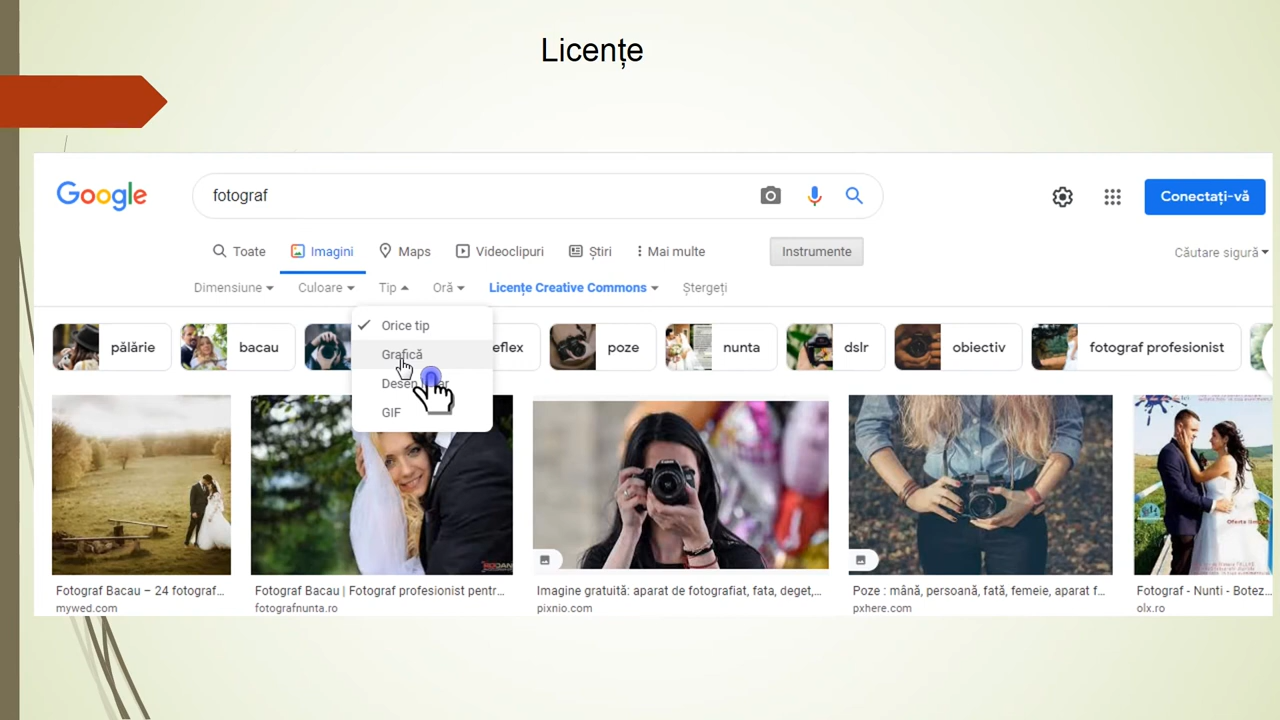 Licențe
Google
fotograf
Conectați-vă
Toate
Imagini
Maps
Videoclipuri
Știri
Mai multe
Instrumente
Căutare sigură
Dimensiune
Culoare
Tip
Oră
Licențe Creative Commons
Ștergeți
Orice tip
Grafică
Desen
GIF
pălărie
bacau
eflex
poze
nunta
dslr
obiectiv
fotograf profesionist
Fotograf Bacau – 24 fotograf...
mywed.com
Fotograf Bacau | Fotograf profesionist pentr...
fotografnunta.ro
Imagine gratuită: aparat de fotografiat, fata, deget,...
pixnio.com
Poze : mână, persoană, fată, femeie, aparat f...
pxhere.com
Fotograf - Nunti - Botez...
olx.ro